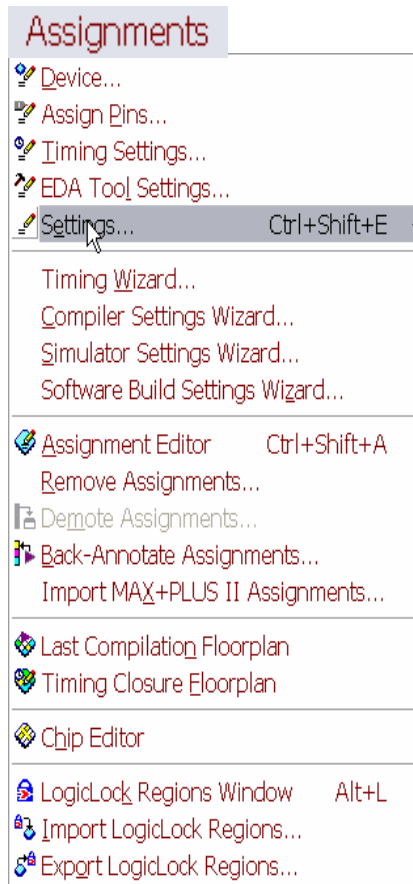 Assignments
Device...
Assign Pins...
Timing Settings...
EDA Tool Settings...
Settings... Ctrl+Shift+E
Timing Wizard...
Compiler Settings Wizard...
Simulator Settings Wizard...
Software Build Settings Wizard...
Assignment Editor Ctrl+Shift+A
Remove Assignments...
Demote Assignments...
Back-Annotate Assignments...
Import MAX+PLUS II Assignments...
Last Compilation Floorplan
Timing Closure Floorplan
Chip Editor
LogicLock Regions Window Alt+L
Import LogicLock Regions...
Export LogicLock Regions...